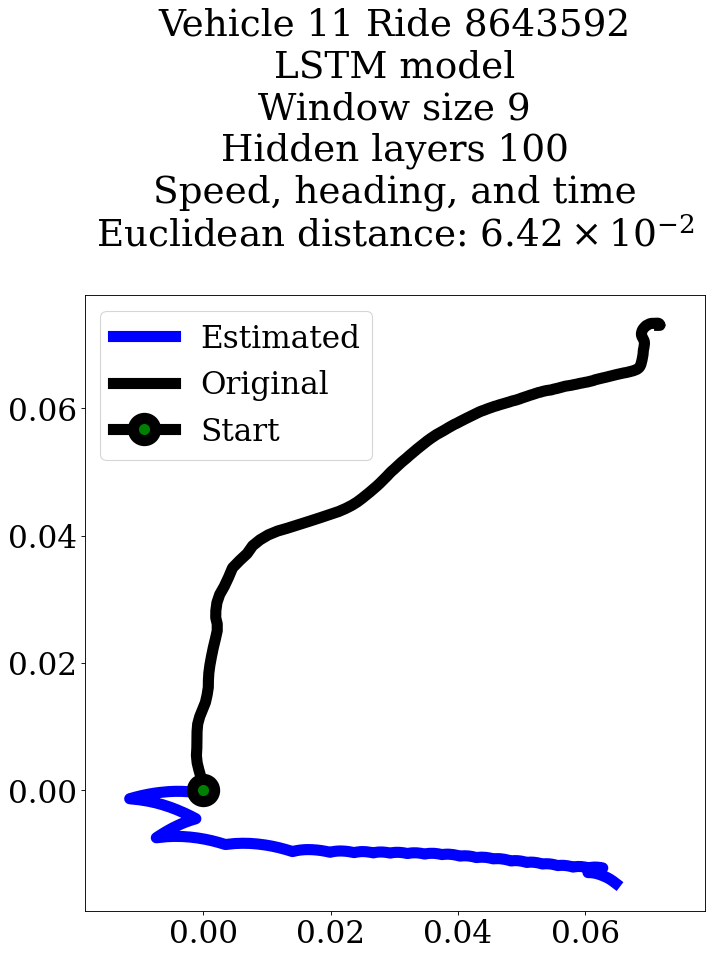 Vehicle 11 Ride 8643592
LSTM model
Window size 9
Hidden layers 100
Speed, heading, and time
Euclidean distance: 6.42 × 10⁻²
Estimated
Original
Start
0.06
0.04
0.02
0.00
0.00 0.02 0.04 0.06